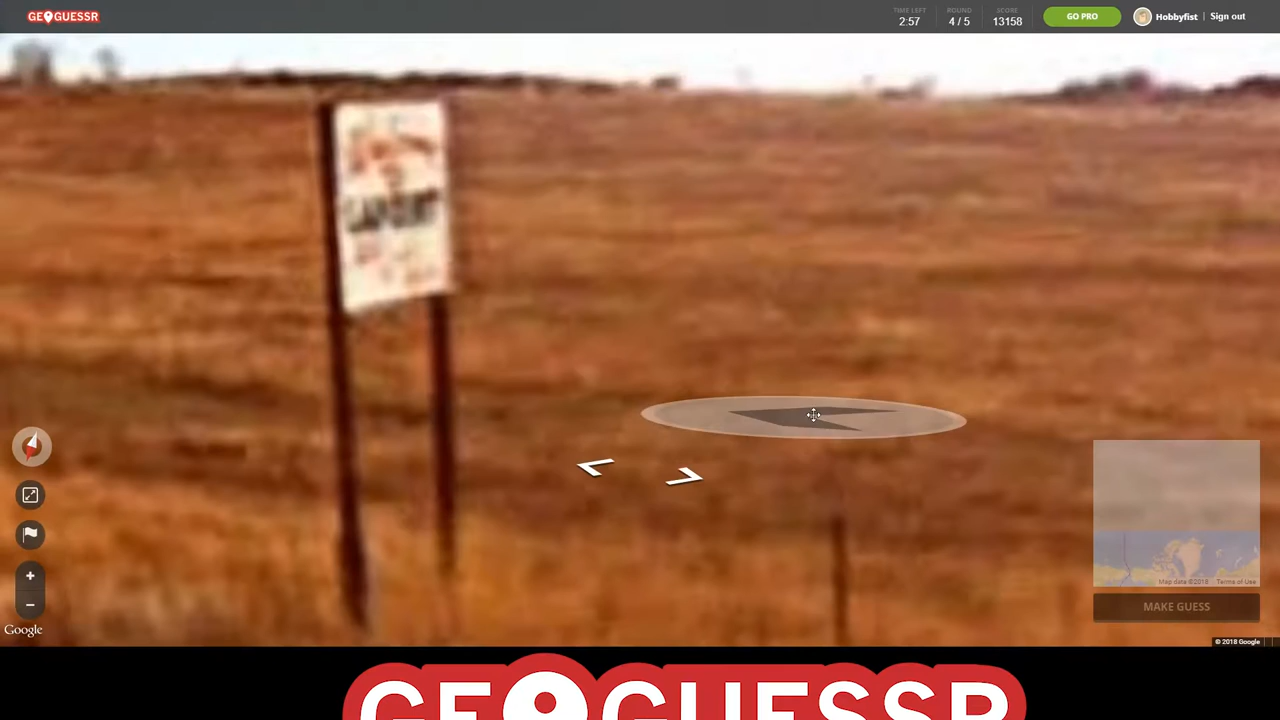 GEOGUESSR
TIME LEFT
2:57
ROUND
4 / 5
SCORE
13158
GO PRO
Hobbyfist | Sign out
Map data ©2018 Terms of Use
MAKE GUESS
Google
© 2018 Google
GEOGUESSR